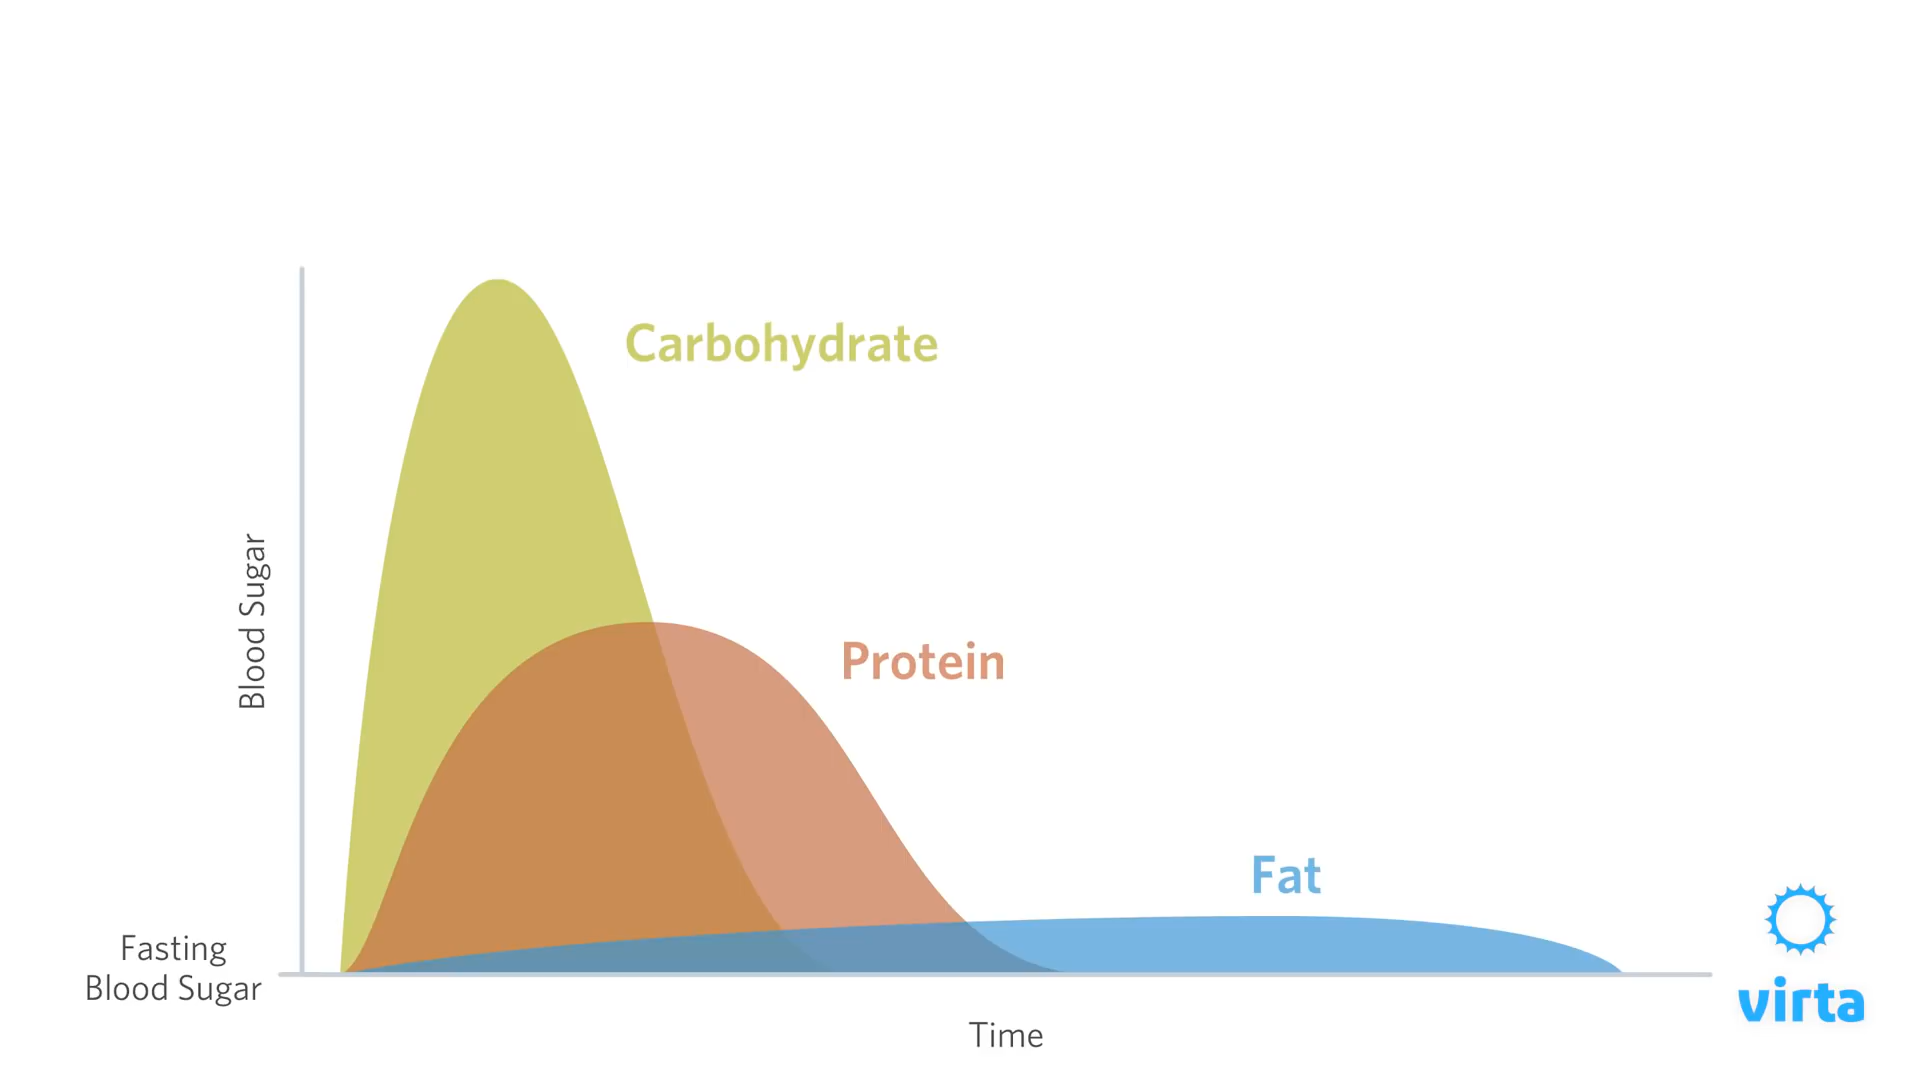 Carbohydrate
Protein
Fat
Blood Sugar
Fasting
Blood Sugar
Time
virta